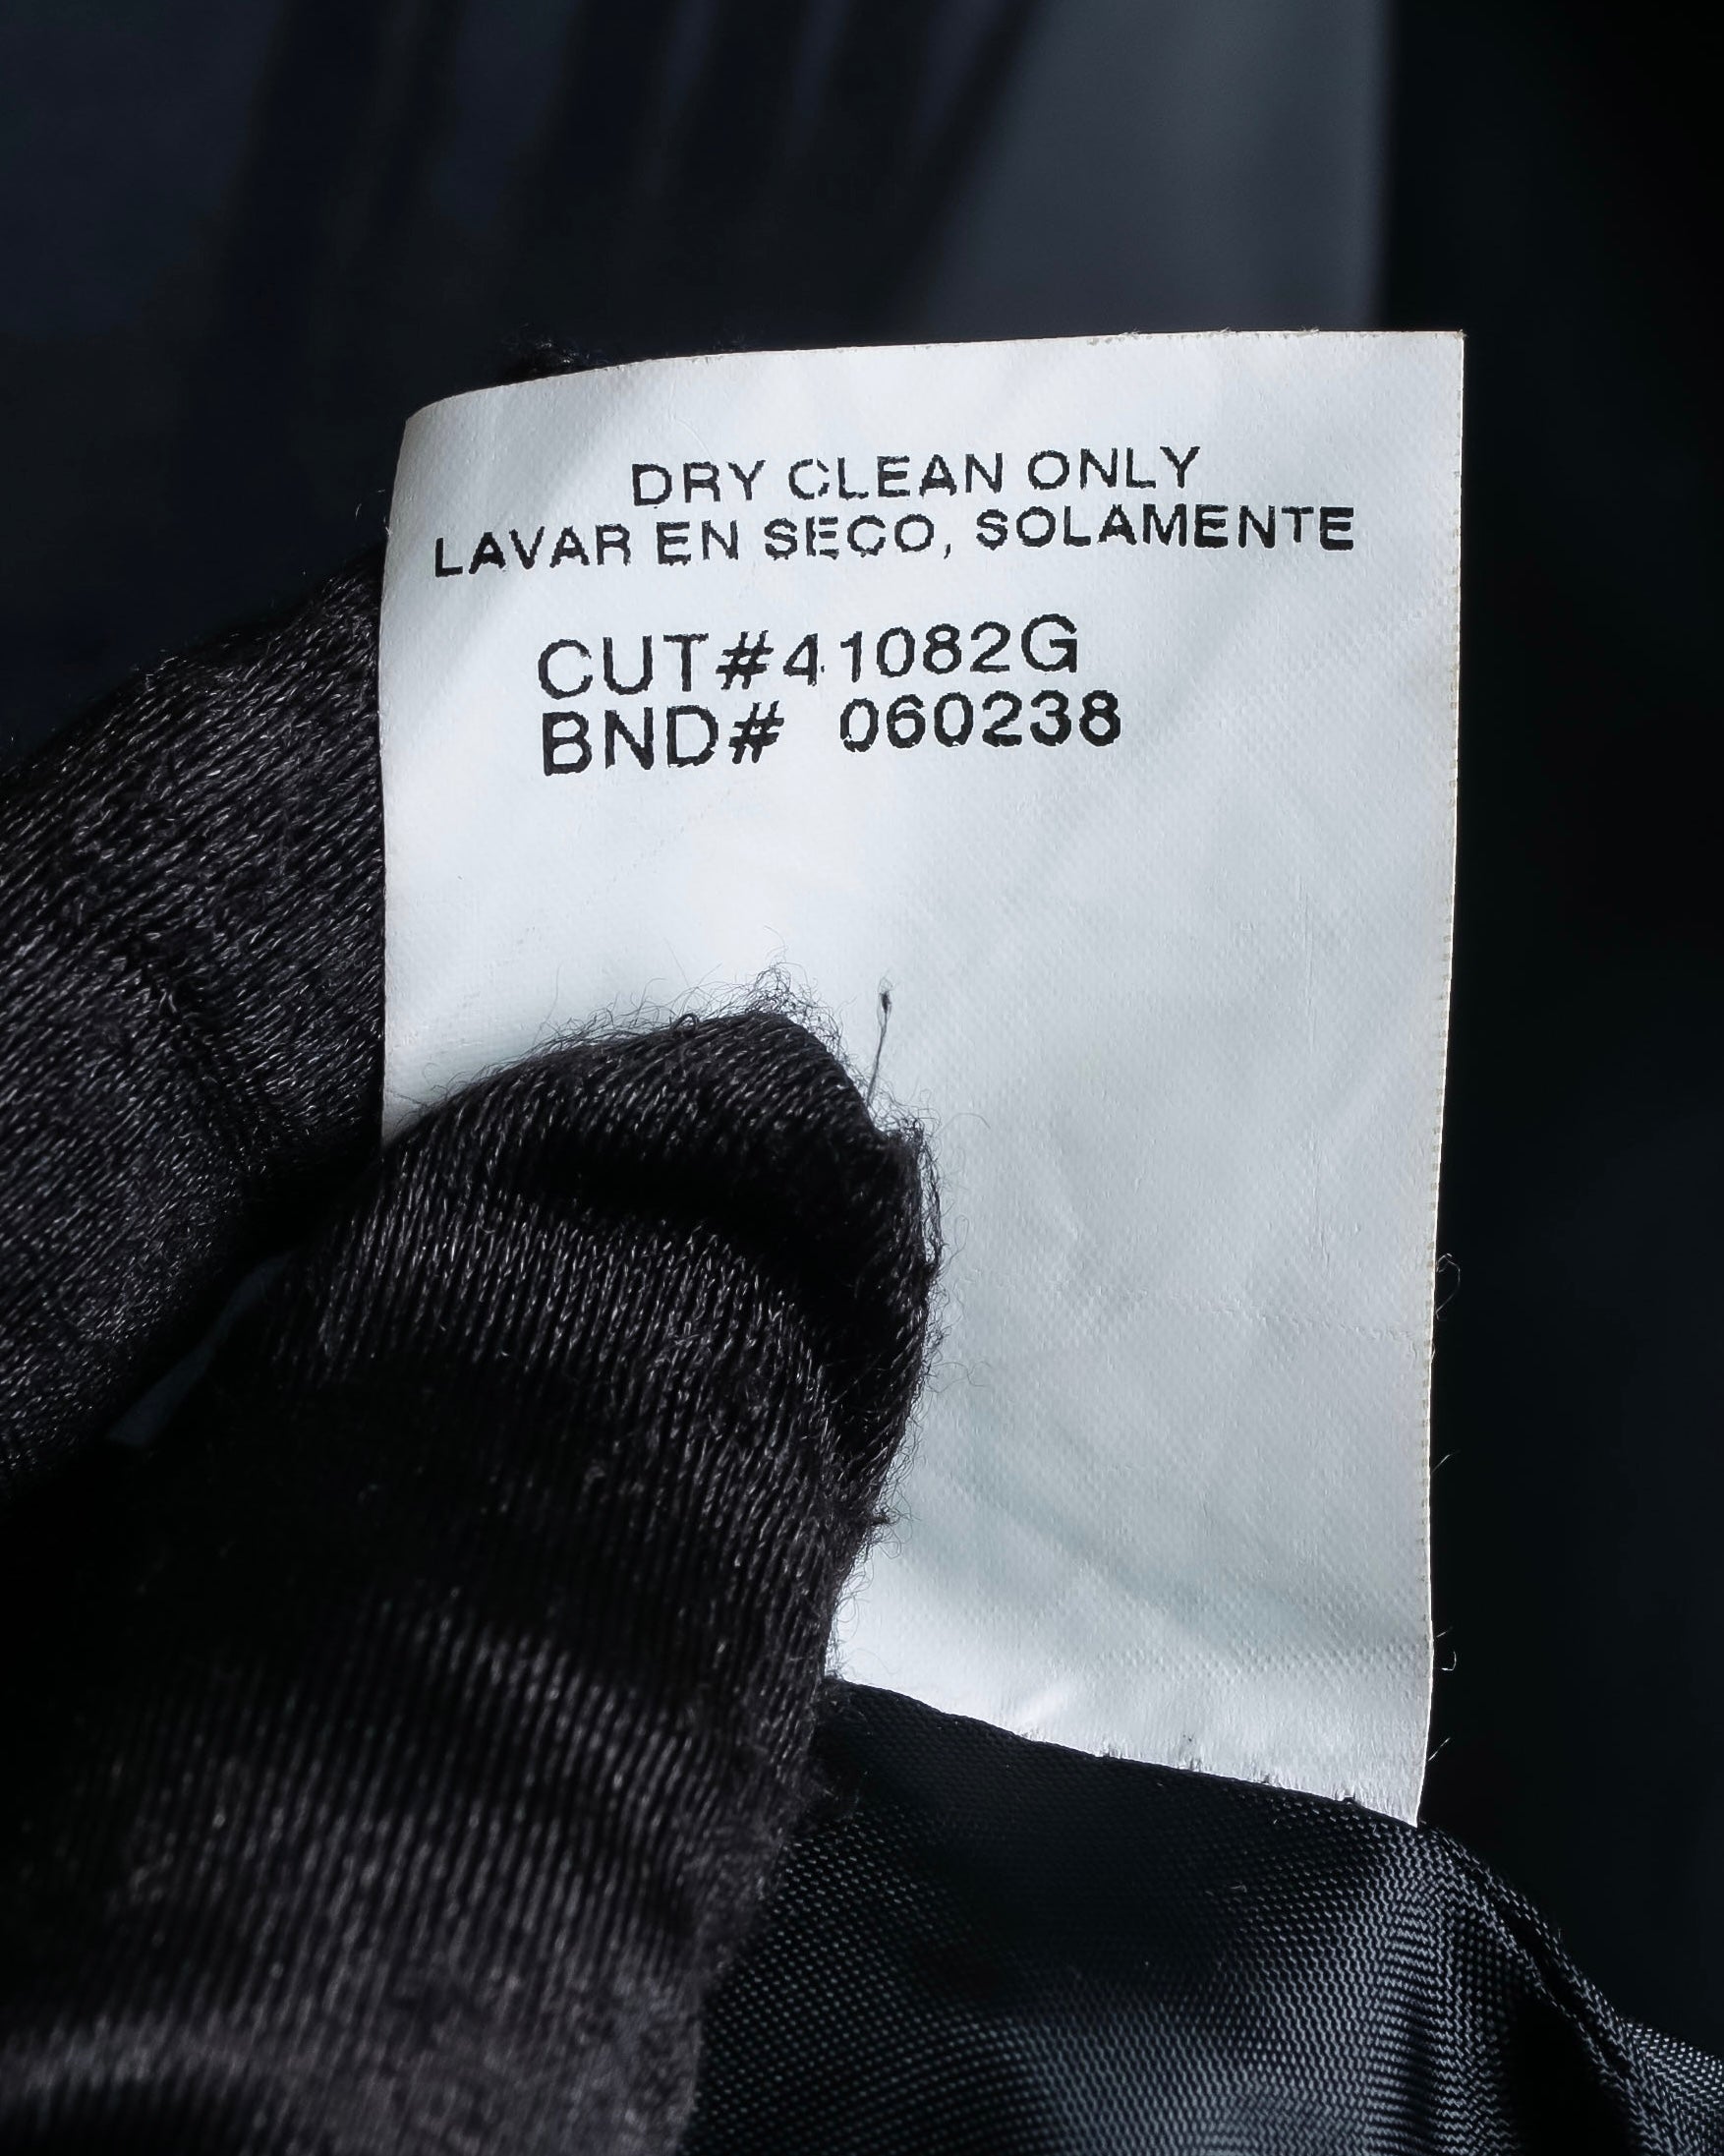 DRY CLEAN ONLY
LAVAR EN SECO, SOLAMENTE
CUT#41082G
BND# 060238